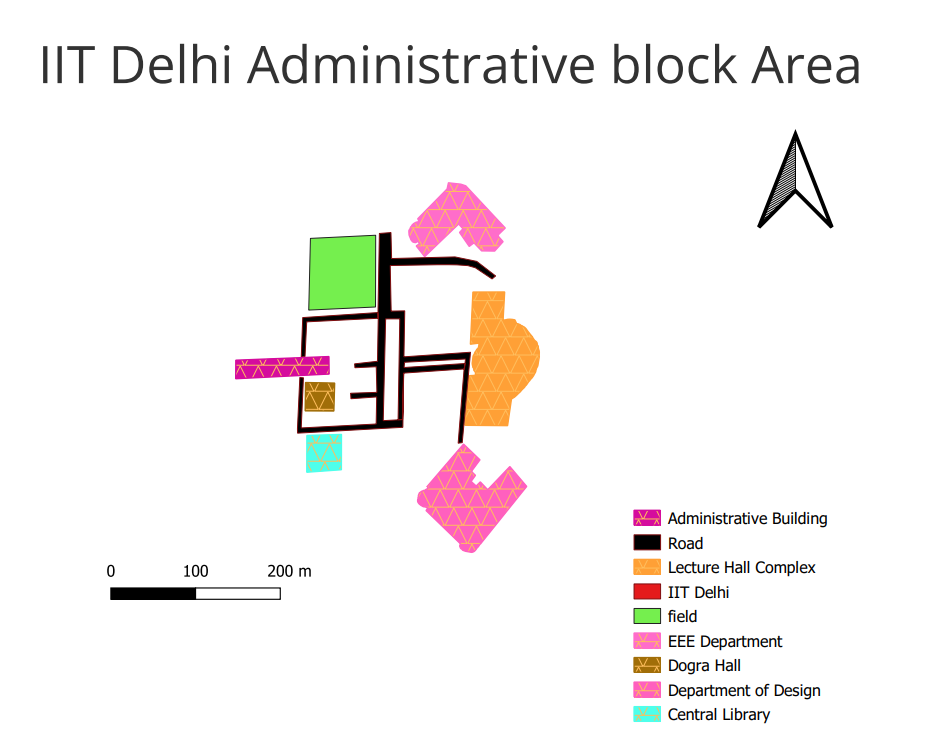 IIT Delhi Administrative block Area
Administrative Building
Road
Lecture Hall Complex
IIT Delhi
field
EEE Department
Dogra Hall
Department of Design
Central Library
0 100 200 m